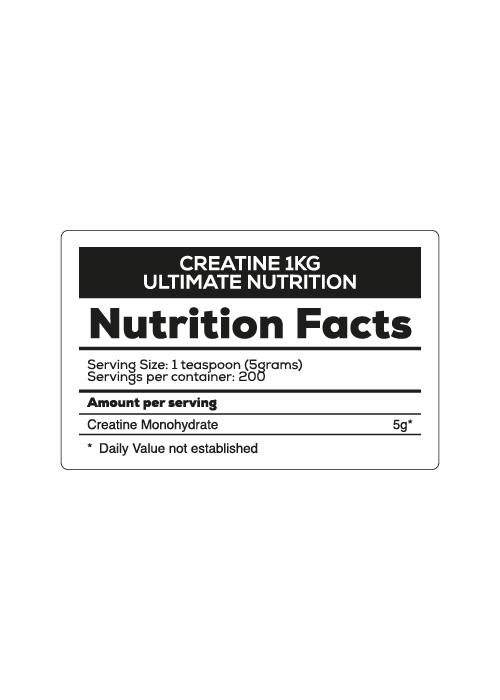 CREATINE 1KG
ULTIMATE NUTRITION
Nutrition Facts
Serving Size: 1 teaspoon (5grams)
Servings per container: 200
Amount per serving
Creatine Monohydrate 5g*
* Daily Value not established